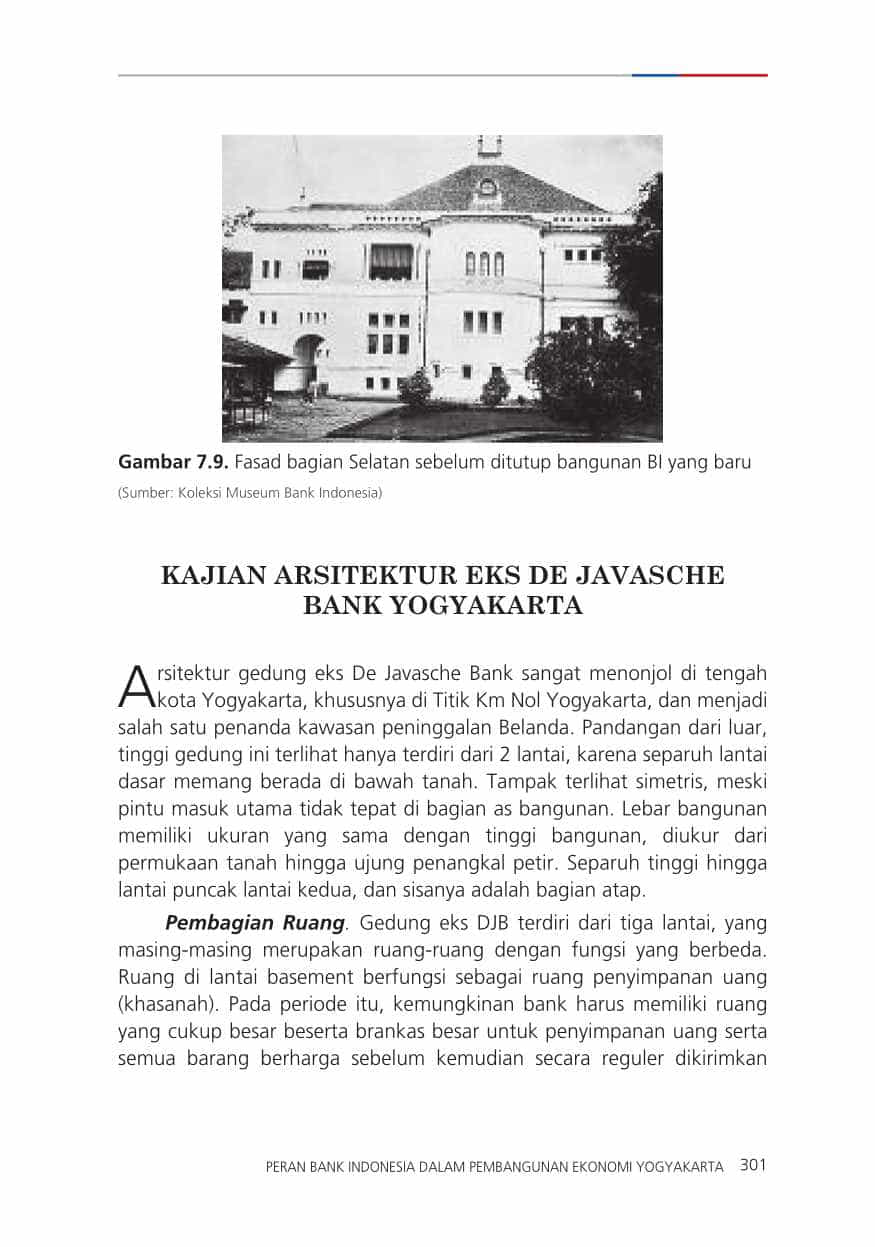 Gambar 7.9. Fasad bagian Selatan sebelum ditutup bangunan BI yang baru
(Sumber: Koleksi Museum Bank Indonesia)
KAJIAN ARSITEKTUR EKS DE JAVASCHE
BANK YOGYAKARTA
Arsitektur gedung eks De Javasche Bank sangat menonjol di tengah
kota Yogyakarta, khususnya di Titik Km Nol Yogyakarta, dan menjadi
salah satu penanda kawasan peninggalan Belanda. Pandangan dari luar,
tinggi gedung ini terlihat hanya terdiri dari 2 lantai, karena separuh lantai
dasar memang berada di bawah tanah. Tampak terlihat simetris, meski
pintu masuk utama tidak tepat di bagian as bangunan. Lebar bangunan
memiliki ukuran yang sama dengan tinggi bangunan, diukur dari
permukaan tanah hingga ujung penangkal petir. Separuh tinggi hingga
lantai puncak lantai kedua, dan sisanya adalah bagian atap.
Pembagian Ruang. Gedung eks DJB terdiri dari tiga lantai, yang
masing-masing merupakan ruang-ruang dengan fungsi yang berbeda.
Ruang di lantai basement berfungsi sebagai ruang penyimpanan uang
(khasanah). Pada periode itu, kemungkinan bank harus memiliki ruang
yang cukup besar beserta brankas besar untuk penyimpanan uang serta
semua barang berharga sebelum kemudian secara reguler dikirimkan
PERAN BANK INDONESIA DALAM PEMBANGUNAN EKONOMI YOGYAKARTA 301